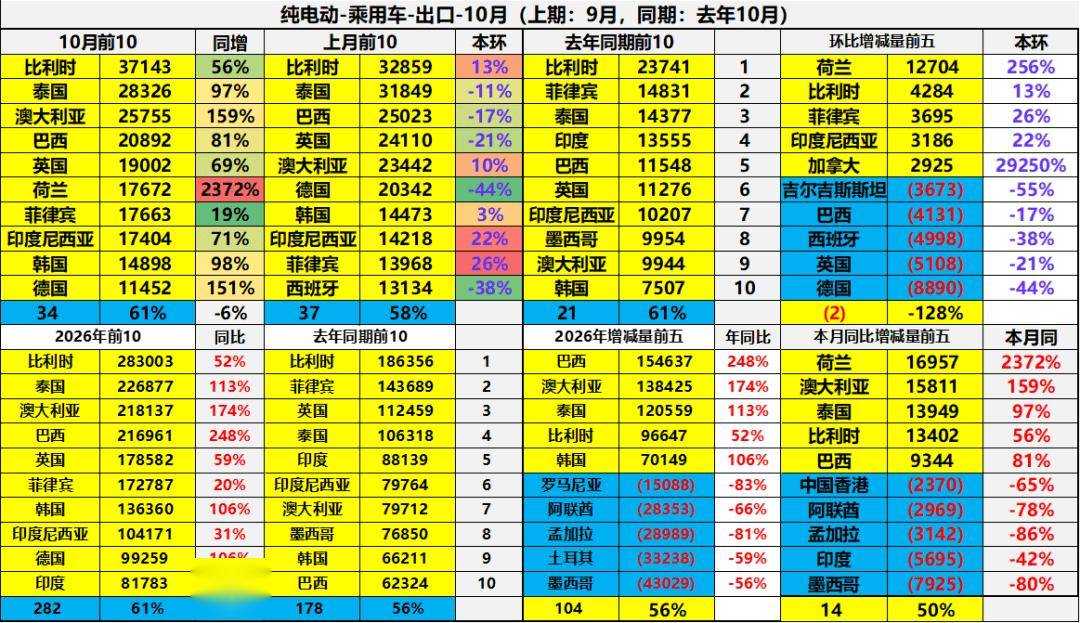 纯电动-乘用车-出口-10月（上期：9月，同期：去年10月）
10月前10 同增 上月前10 本环 去年同期前10 环比增减量前五 本环
比利时 37143 56% 比利时 32859 13% 比利时 23741 1 荷兰 12704 256%
泰国 28326 97% 泰国 31849 -11% 菲律宾 14831 2 比利时 4284 13%
澳大利亚 25755 159% 巴西 25023 -17% 泰国 14377 3 菲律宾 3695 26%
巴西 20892 81% 英国 24110 -21% 印度 13555 4 印度尼西亚 3186 22%
英国 19002 69% 澳大利亚 23442 10% 巴西 11548 5 加拿大 2925 29250%
荷兰 17672 2372% 德国 20342 -44% 英国 11276 6 吉尔吉斯斯坦 (3673) -55%
菲律宾 17663 19% 韩国 14473 3% 印度尼西亚 10207 7 巴西 (4131) -17%
印度尼西亚 17404 71% 印度尼西亚 14218 22% 墨西哥 9954 8 西班牙 (4998) -38%
韩国 14898 98% 菲律宾 13968 26% 澳大利亚 9944 9 英国 (5108) -21%
德国 11452 151% 西班牙 13134 -38% 韩国 7507 10 德国 (8890) -44%
34 61% -6% 37 58% 21 61% (2) -128%
2026年前10 同比 去年同期前10 2026年增减量前五 年同比 本月同比增减量前五 本月同
比利时 283003 52% 比利时 186356 1 巴西 154637 248% 荷兰 16957 2372%
泰国 226877 113% 菲律宾 143689 2 澳大利亚 138425 174% 澳大利亚 15811 159%
澳大利亚 218137 174% 英国 112459 3 泰国 120559 113% 泰国 13949 97%
巴西 216961 248% 泰国 106318 4 比利时 96647 52% 比利时 13402 56%
英国 178582 59% 印度 88139 5 韩国 70149 106% 巴西 9344 81%
菲律宾 172787 20% 印度尼西亚 79764 6 罗马尼亚 (15088) -83% 中国香港 (2370) -65%
韩国 136360 106% 澳大利亚 79712 7 阿联酋 (28353) -66% 阿联酋 (2969) -78%
印度尼西亚 104171 31% 墨西哥 76850 8 孟加拉 (28989) -81% 孟加拉 (3142) -86%
德国 99259 韩国 66211 9 土耳其 (33238) -59% 印度 (5695) -42%
印度 81783 巴西 62324 10 墨西哥 (43029) -56% 墨西哥 (7925) -80%
282 61% 178 56% 104 56% 14 50%